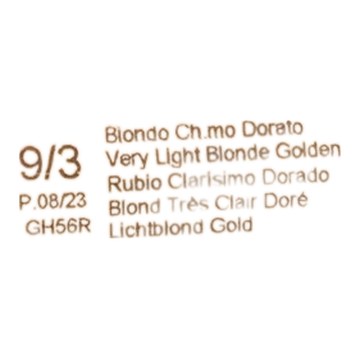 9/3
P.08/23
GH56R
Biondo Ch.mo Dorato
Very Light Blonde Golden
Rubio Clarisimo Dorado
Blond Très Clair Doré
Lichtblond Gold